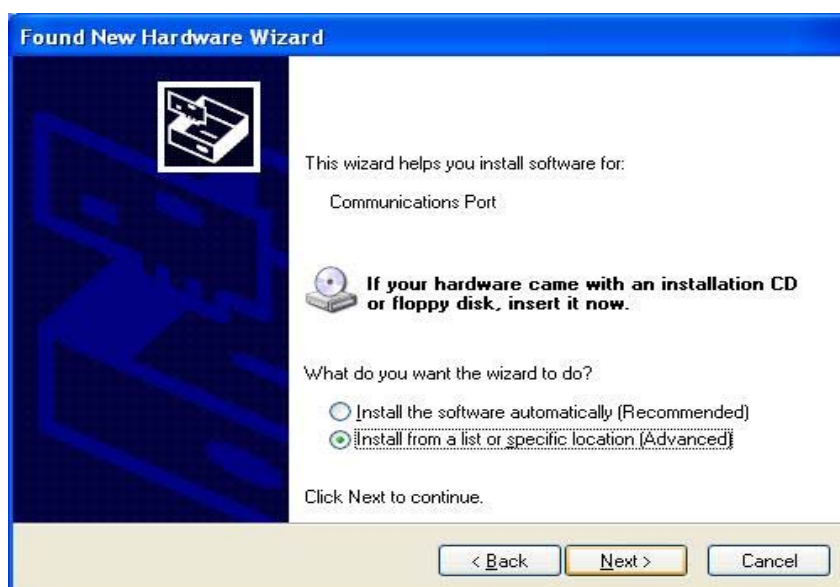 Found New Hardware Wizard
This wizard helps you install software for:
Communications Port
If your hardware came with an installation CD
or floppy disk, insert it now.
What do you want the wizard to do?
Install the software automatically (Recommended)
Install from a list or specific location (Advanced)
Click Next to continue.
< Back Next > Cancel